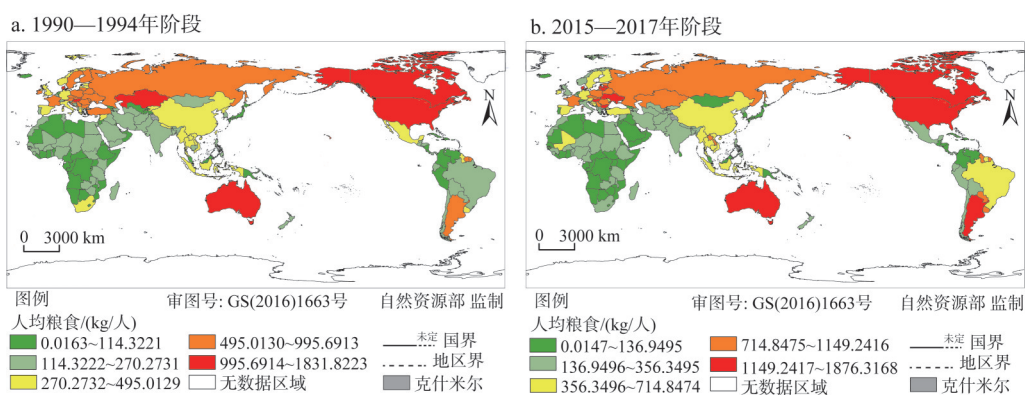 a. 1990—1994年阶段
N
0 3000 km
图例
审图号: GS(2016)1663号
自然资源部 监制
人均粮食/(kg/人)
0.0163~114.3221
114.3222~270.2731
270.2732~495.0129
495.0130~995.6913
995.6914~1831.8223
无数据区域
未定 国界
地区界
克什米尔
b. 2015—2017年阶段
N
0 3000 km
图例
审图号: GS(2016)1663号
自然资源部 监制
人均粮食/(kg/人)
0.0147~136.9495
136.9496~356.3495
356.3496~714.8474
714.8475~1149.2416
1149.2417~1876.3168
无数据区域
未定 国界
地区界
克什米尔